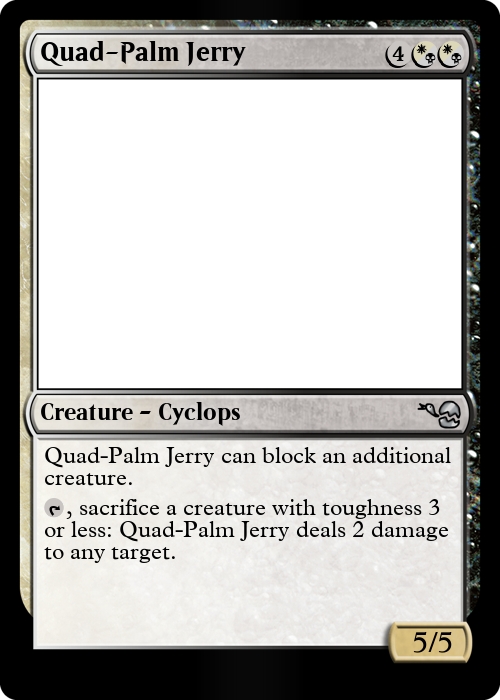 Quad-Palm Jerry 4
Creature – Cyclops
Quad-Palm Jerry can block an additional
creature.
, sacrifice a creature with toughness 3
or less: Quad-Palm Jerry deals 2 damage
to any target.
5/5